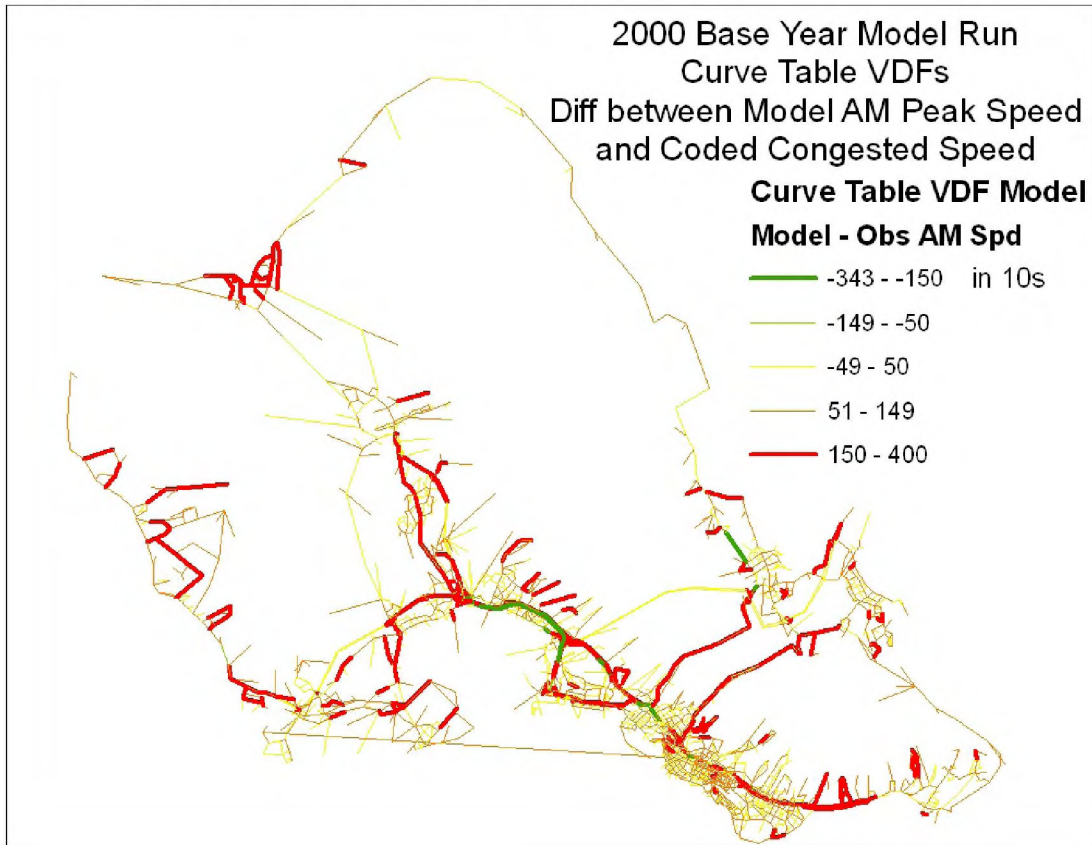 2000 Base Year Model Run
Curve Table VDFs
Diff between Model AM Peak Speed
and Coded Congested Speed
Curve Table VDF Model
Model - Obs AM Spd
-343 - -150 in 10s
-149 - -50
-49 - 50
51 - 149
150 - 400